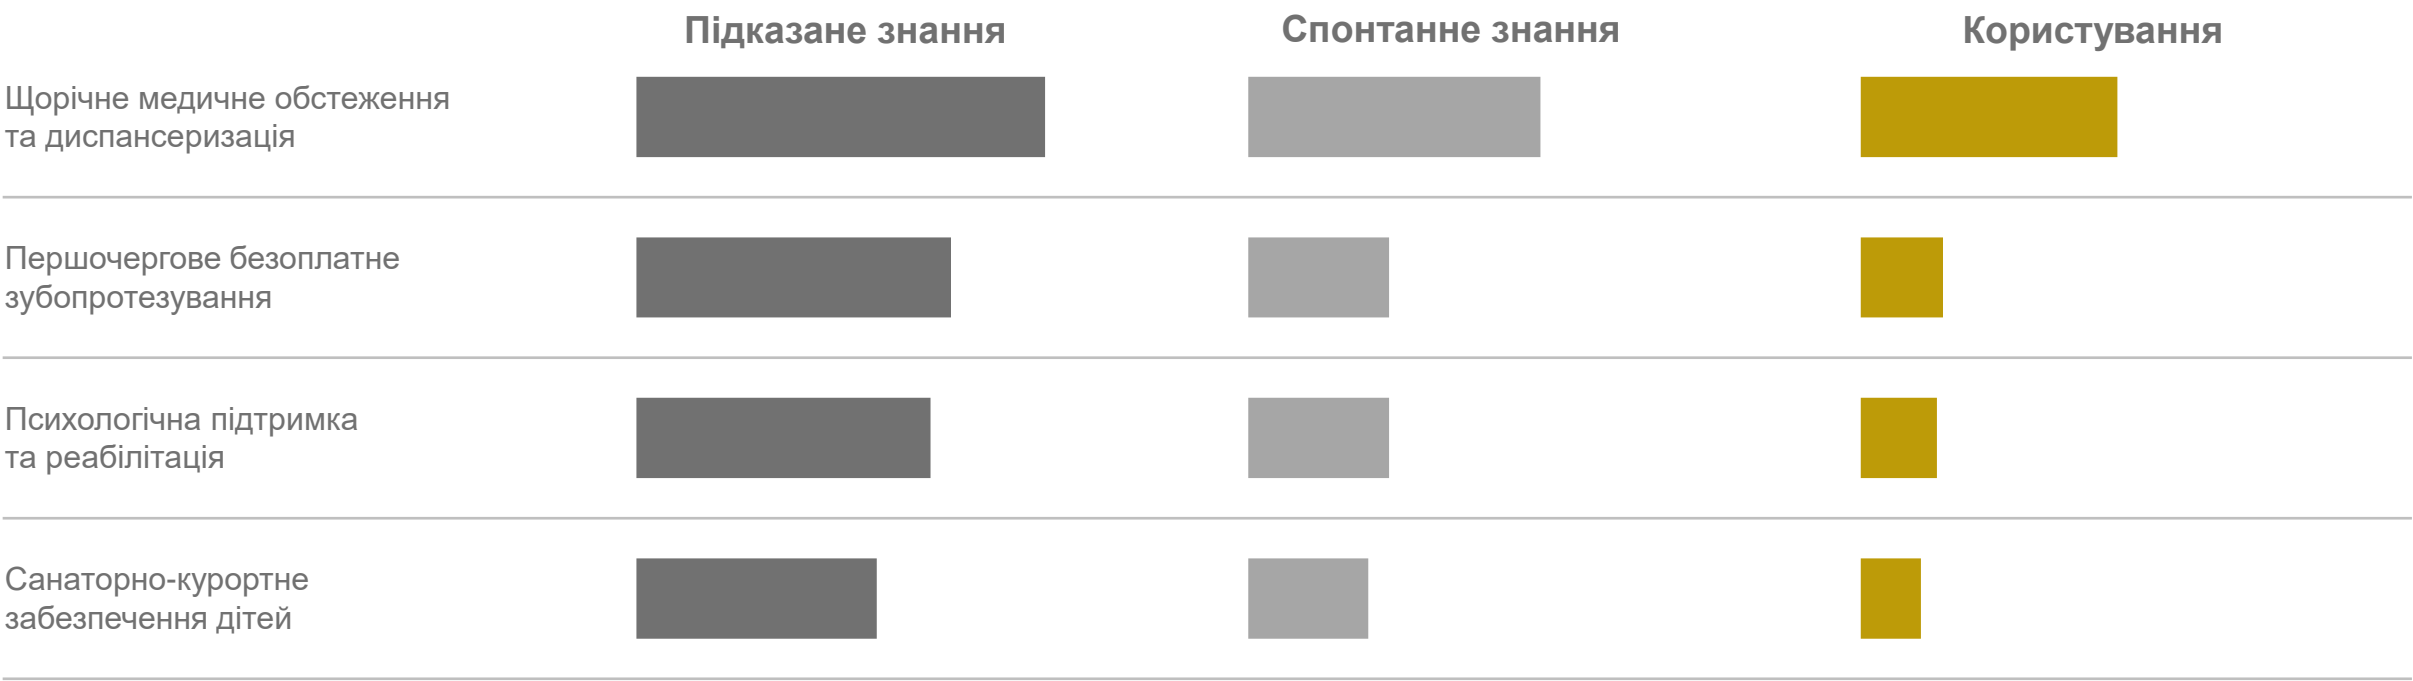 Підказане знання
Спонтанне знання
Користування
Щорічне медичне обстеження
та диспансеризація
Першочергове безоплатне
зубопротезування
Психологічна підтримка
та реабілітація
Санаторно-курортне
забезпечення дітей